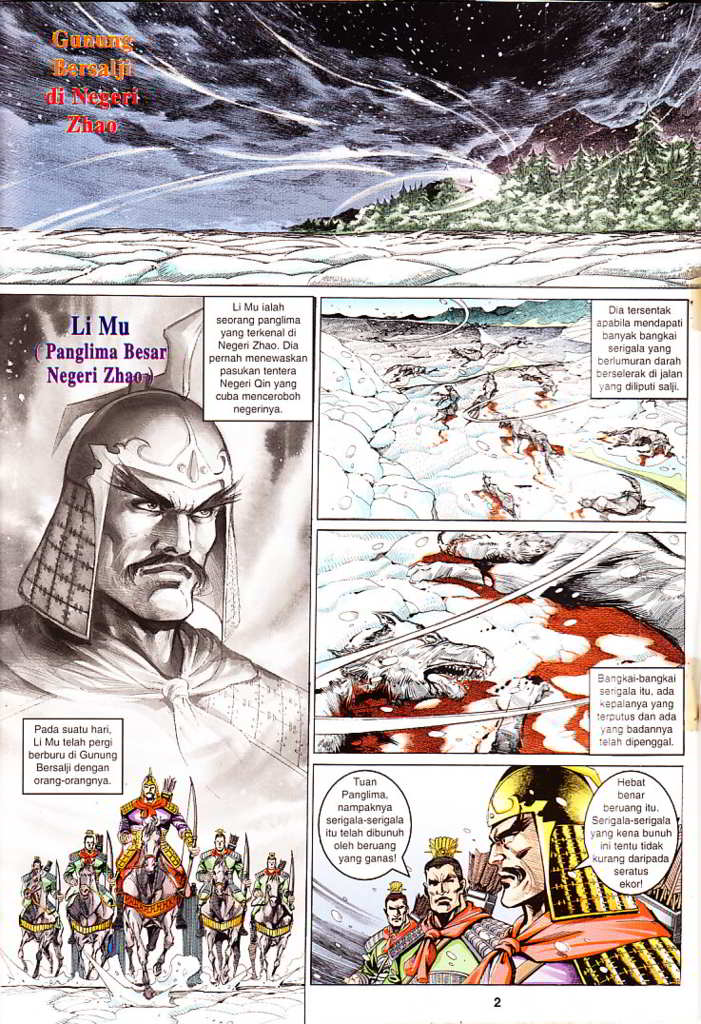 Gunung
Bersalji
di Negeri
Zhao
Li Mu
(Panglima Besar
Negeri Zhao)
Li Mu ialah
seorang panglima
yang terkenal di
Negeri Zhao. Dia
pernah menewaskan
pasukan tentera
Negeri Qin yang
cuba menceroboh
negerinya.
Dia tersentak
apabila mendapati
banyak bangkai
serigala yang
berlumuran darah
berselerak di jalan
yang diliputi salji.
Bangkai-bangkai
serigala itu, ada
kepalanya yang
terputus dan ada
yang badannya
telah dipenggal.
Pada suatu hari,
Li Mu telah pergi
berburu di Gunung
Bersalji dengan
orang-orangnya.
Tuan
Panglima,
nampaknya
serigala-serigala
itu telah dibunuh
oleh beruang
yang ganas!
Hebat
benar
beruang itu.
Serigala-serigala
yang kena bunuh
ini tentu tidak
kurang daripada
seratus
ekor!
2